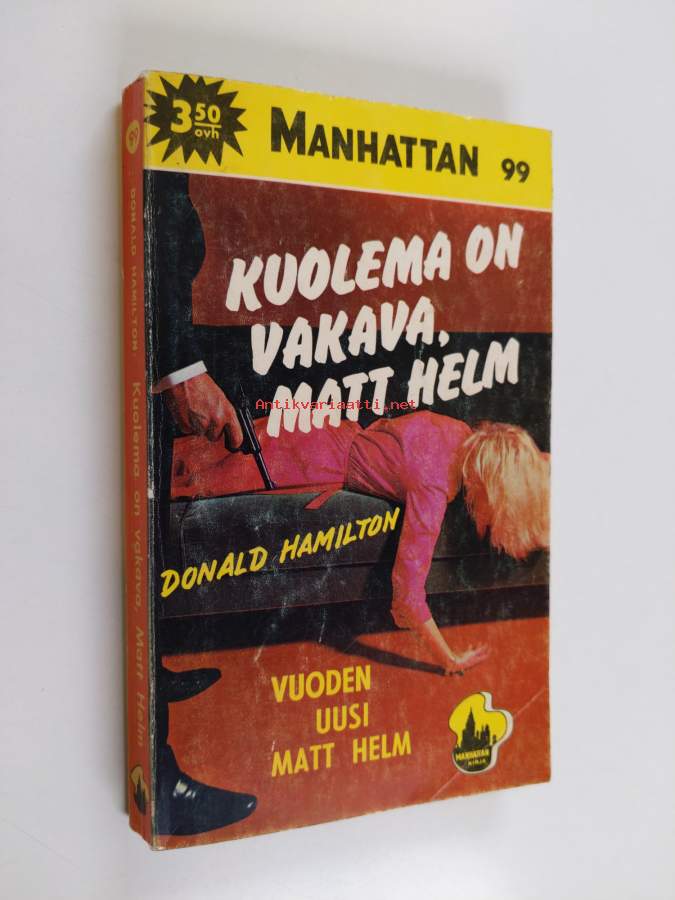 3 50
ovh
MANHATTAN 99
KUOLEMA ON
VAKAVA,
MATT HELM
Antikvariaatti.net
DONALD HAMILTON
VUODEN
UUSI
MATT HELM
MANHATTAN
KIRJA
DONALD HAMILTON Kuolema on vakava, Matt Helm